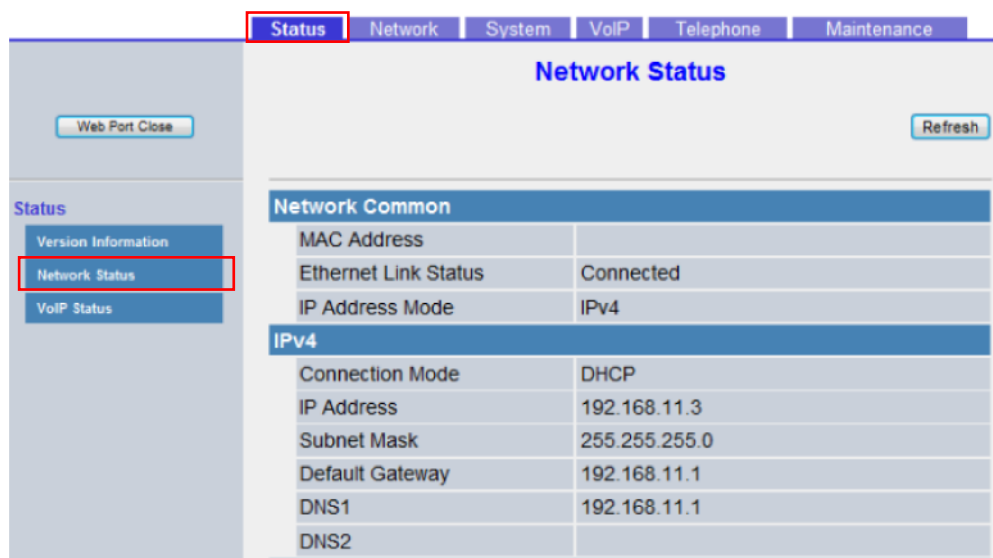 Status Network System VoIP Telephone Maintenance
Network Status
Web Port Close
Refresh
Status
Version Information
Network Status
VoIP Status
Network Common
MAC Address
Ethernet Link Status Connected
IP Address Mode IPv4
IPv4
Connection Mode DHCP
IP Address 192.168.11.3
Subnet Mask 255.255.255.0
Default Gateway 192.168.11.1
DNS1 192.168.11.1
DNS2